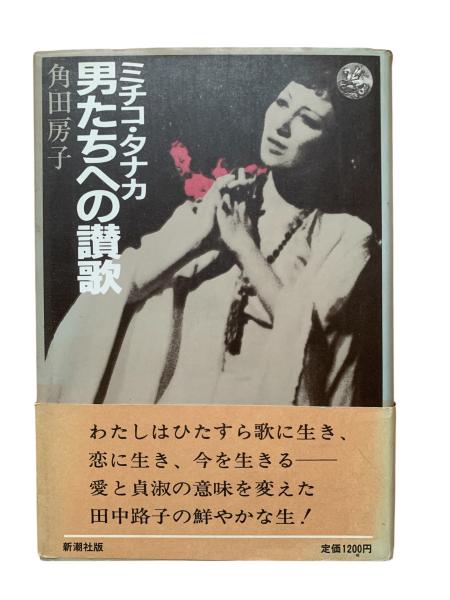 ミチコ・タナカ
男たちへの讃歌
角田房子
わたしはひたすら歌に生き、
恋に生き、今を生きる——
愛と貞淑の意味を変えた
田中路子の鮮やかな生！
新潮社版
定価1200円